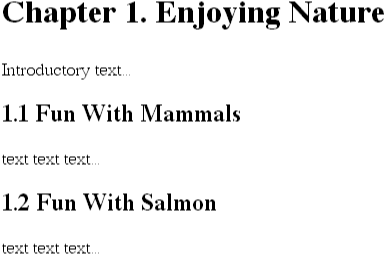 Chapter 1. Enjoying Nature
Introductory text...
1.1 Fun With Mammals
text text text...
1.2 Fun With Salmon
text text text...